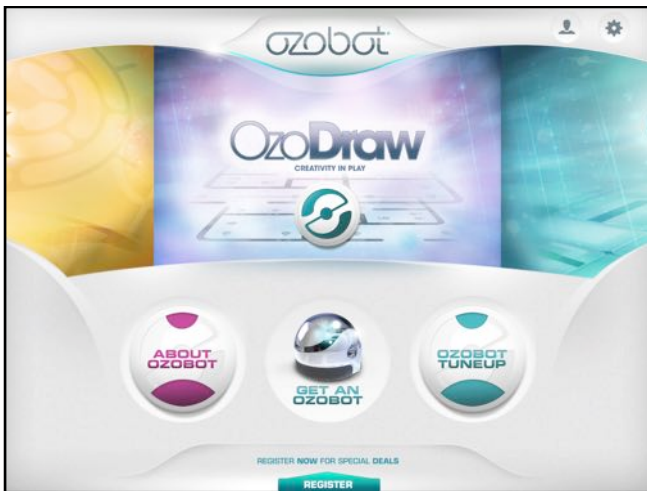 ozobot
OzoDraw
CREATIVITY IN PLAY
ABOUT
OZOBOT
GET AN
OZOBOT
OZOBOT
TUNEUP
REGISTER NOW FOR SPECIAL DEALS
REGISTER